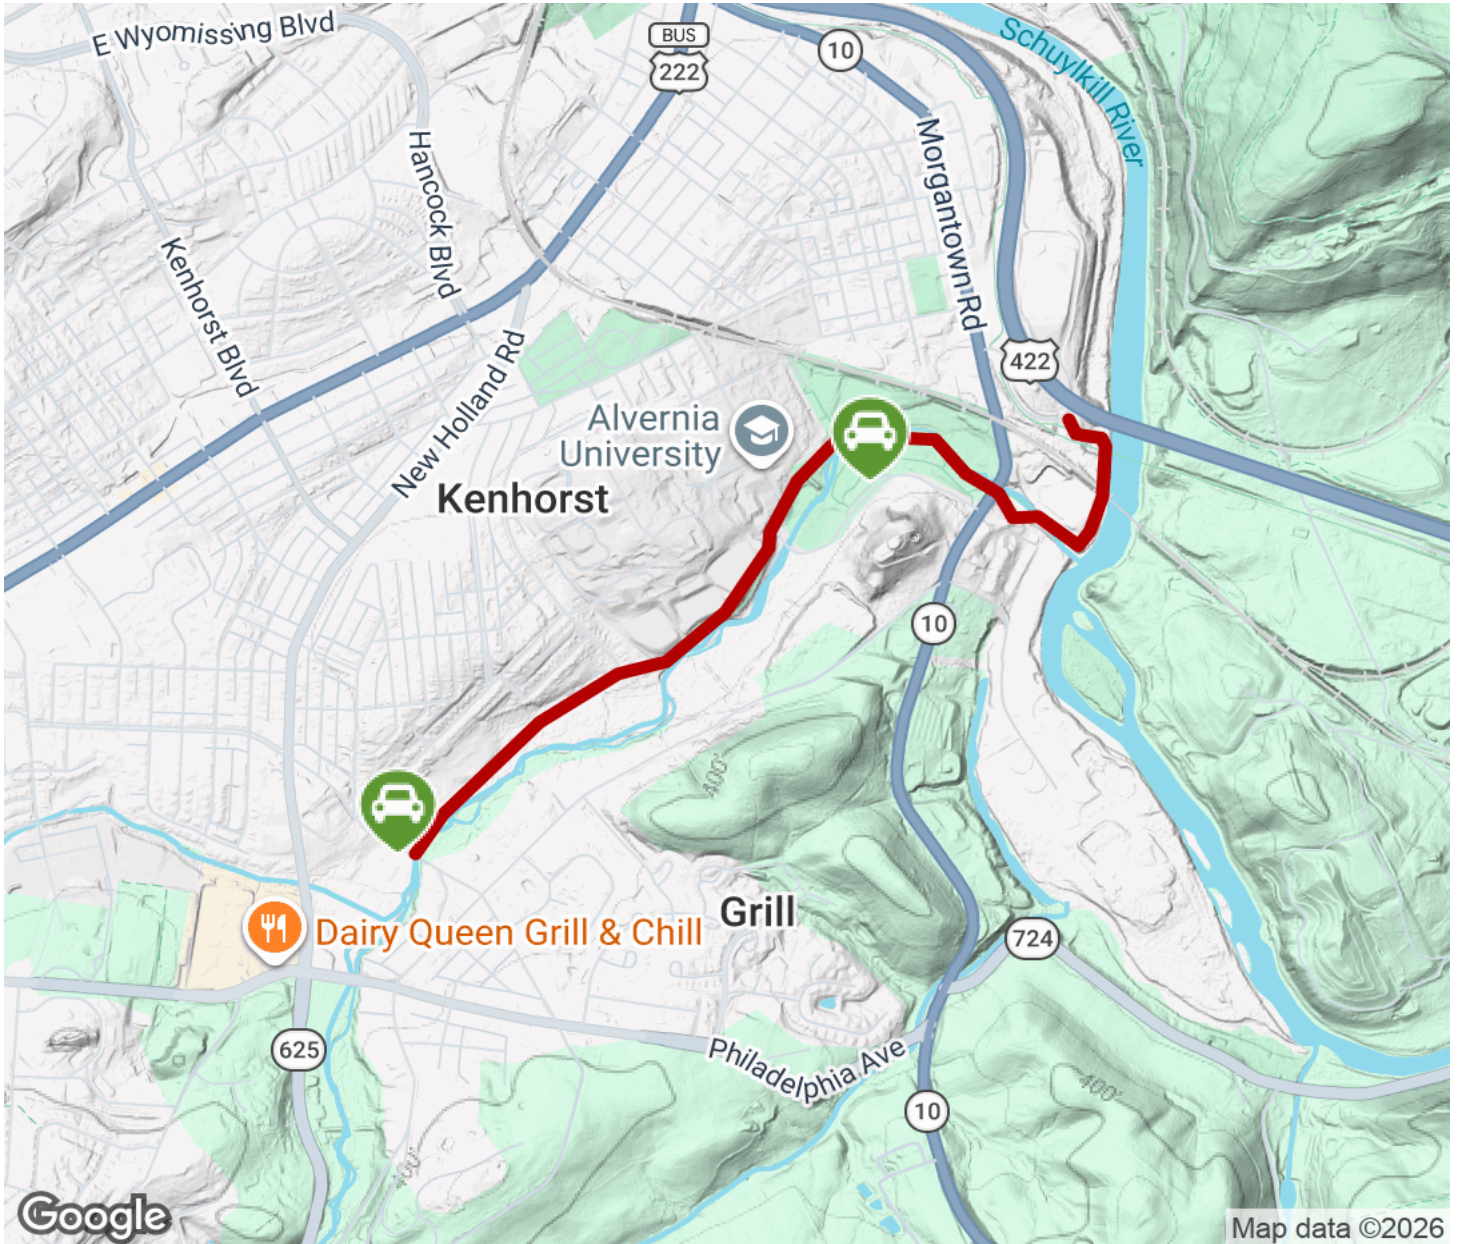 E Wyomissing Blvd
BUS
222
10
Schuylkill River
Hancock Blvd
Morgantown Rd
Kenhorst Blvd
New Holland Rd
422
Alvernia
University
Kenhorst
10
400'
Grill
Dairy Queen Grill & Chill
724
625
Philadelphia Ave
400'
10
400'
Google
Map data ©2026